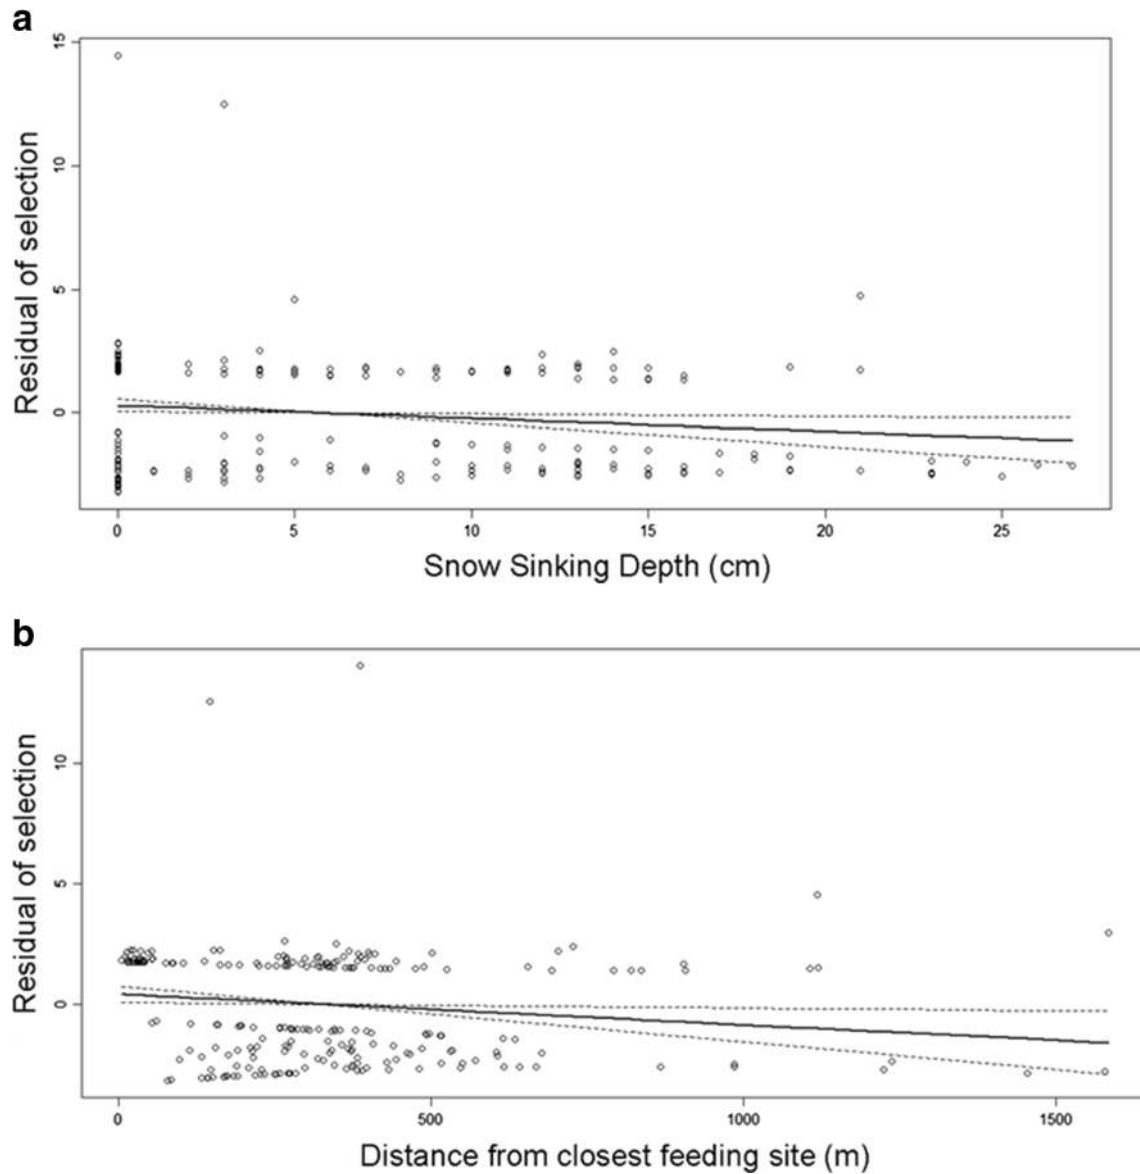 a
Residual of selection
15
10
5
0
0 5 10 15 20 25
Snow Sinking Depth (cm)
b
Residual of selection
10
5
0
0 500 1000 1500
Distance from closest feeding site (m)